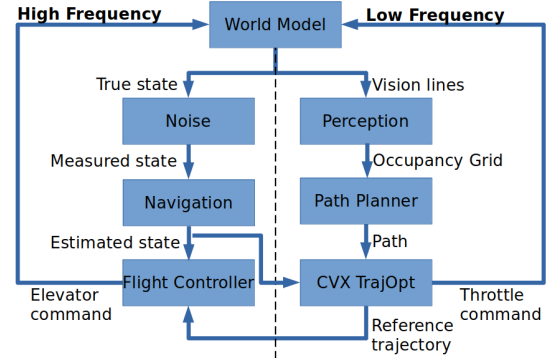 High Frequency
World Model
Low Frequency
True state
Vision lines
Noise
Perception
Measured state
Occupancy Grid
Navigation
Path Planner
Estimated state
Path
Flight Controller
CVX TrajOpt
Elevator
command
Throttle
command
Reference
trajectory